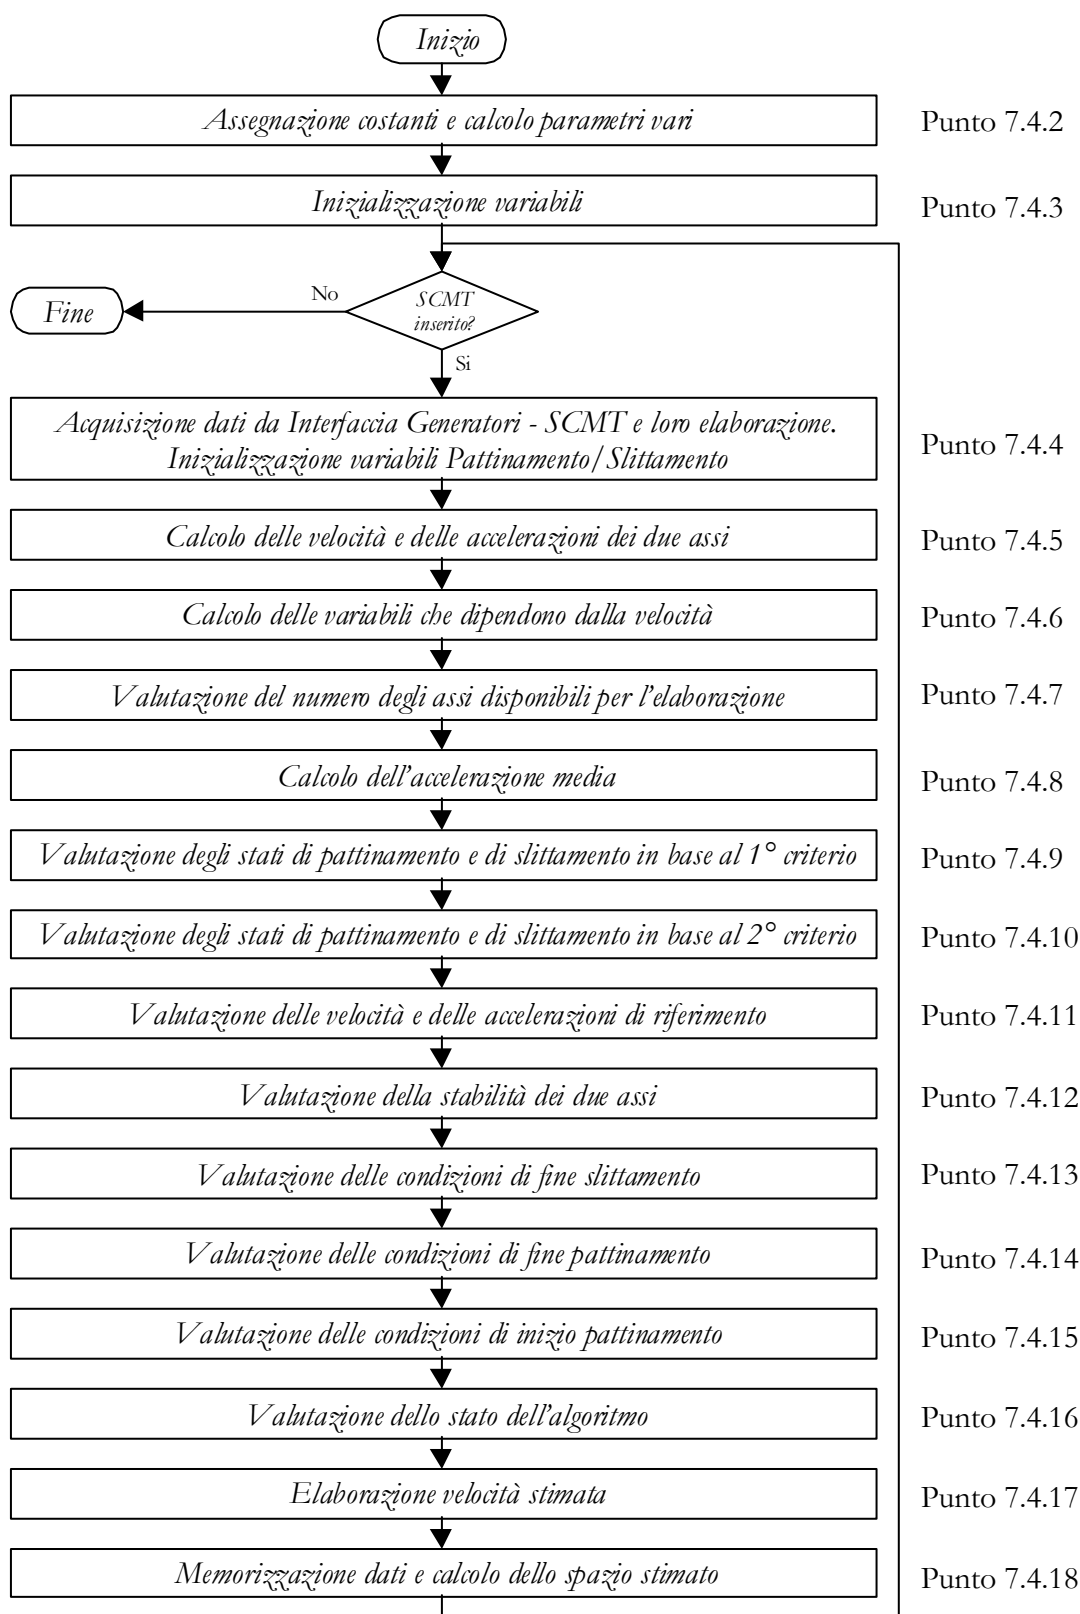 Inizio
Assegnazione costanti e calcolo parametri vari
Punto 7.4.2
Inizializzazione variabili
Punto 7.4.3
No
SCMT
inserito?
Fine
Si
Acquisizione dati da Interfaccia Generatori - SCMT e loro elaborazione.
Inizializzazione variabili Pattinamento/Slittamento
Punto 7.4.4
Calcolo delle velocità e delle accelerazioni dei due assi
Punto 7.4.5
Calcolo delle variabili che dipendono dalla velocità
Punto 7.4.6
Valutazione del numero degli assi disponibili per l'elaborazione
Punto 7.4.7
Calcolo dell'accelerazione media
Punto 7.4.8
Valutazione degli stati di pattinamento e di slittamento in base al 1° criterio
Punto 7.4.9
Valutazione degli stati di pattinamento e di slittamento in base al 2° criterio
Punto 7.4.10
Valutazione delle velocità e delle accelerazioni di riferimento
Punto 7.4.11
Valutazione della stabilità dei due assi
Punto 7.4.12
Valutazione delle condizioni di fine slittamento
Punto 7.4.13
Valutazione delle condizioni di fine pattinamento
Punto 7.4.14
Valutazione delle condizioni di inizio pattinamento
Punto 7.4.15
Valutazione dello stato dell'algoritmo
Punto 7.4.16
Elaborazione velocità stimata
Punto 7.4.17
Memorizzazione dati e calcolo dello spazio stimato
Punto 7.4.18